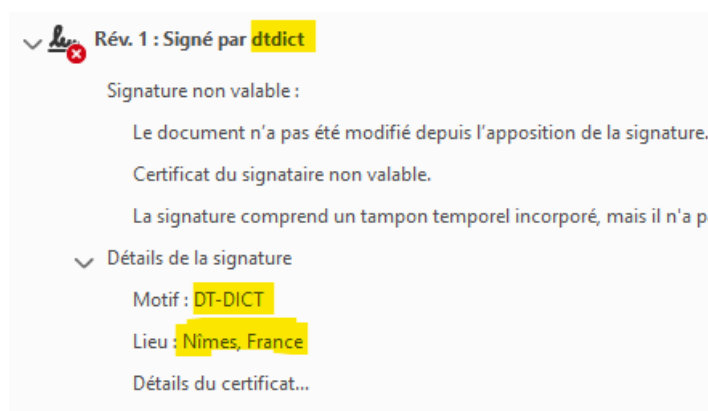 Rév. 1 : Signé par dtdict
Signature non valable :
Le document n'a pas été modifié depuis l'apposition de la signature.
Certificat du signataire non valable.
La signature comprend un tampon temporel incorporé, mais il n'a p
Détails de la signature
Motif : DT-DICT
Lieu : Nîmes, France
Détails du certificat...